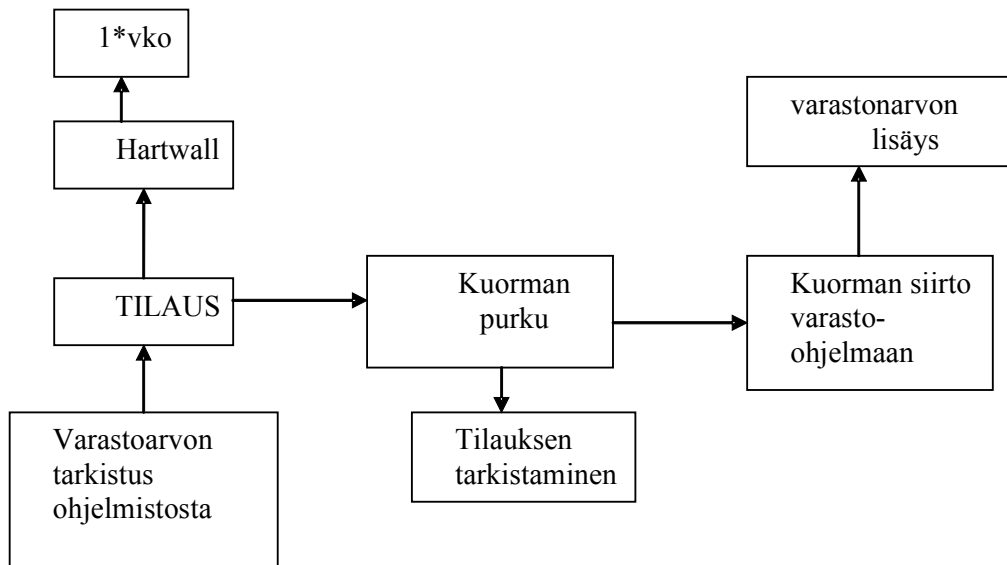 1*vko
Hartwall
varastonarvon
lisäys
TILAUS
Kuorman
purku
Kuorman siirto
varasto-
ohjelmaan
Varastoarvon
tarkistus
ohjelmistosta
Tilauksen
tarkistaminen